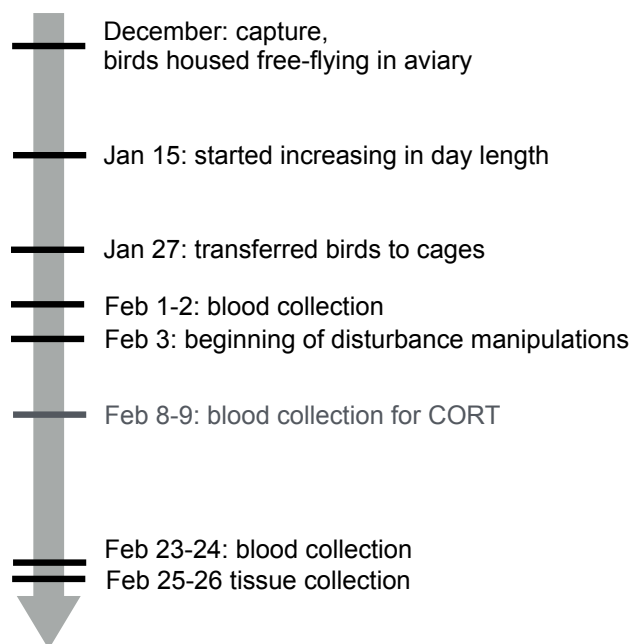 December: capture,
birds housed free-flying in aviary
Jan 15: started increasing in day length
Jan 27: transferred birds to cages
Feb 1-2: blood collection
Feb 3: beginning of disturbance manipulations
Feb 8-9: blood collection for CORT
Feb 23-24: blood collection
Feb 25-26 tissue collection